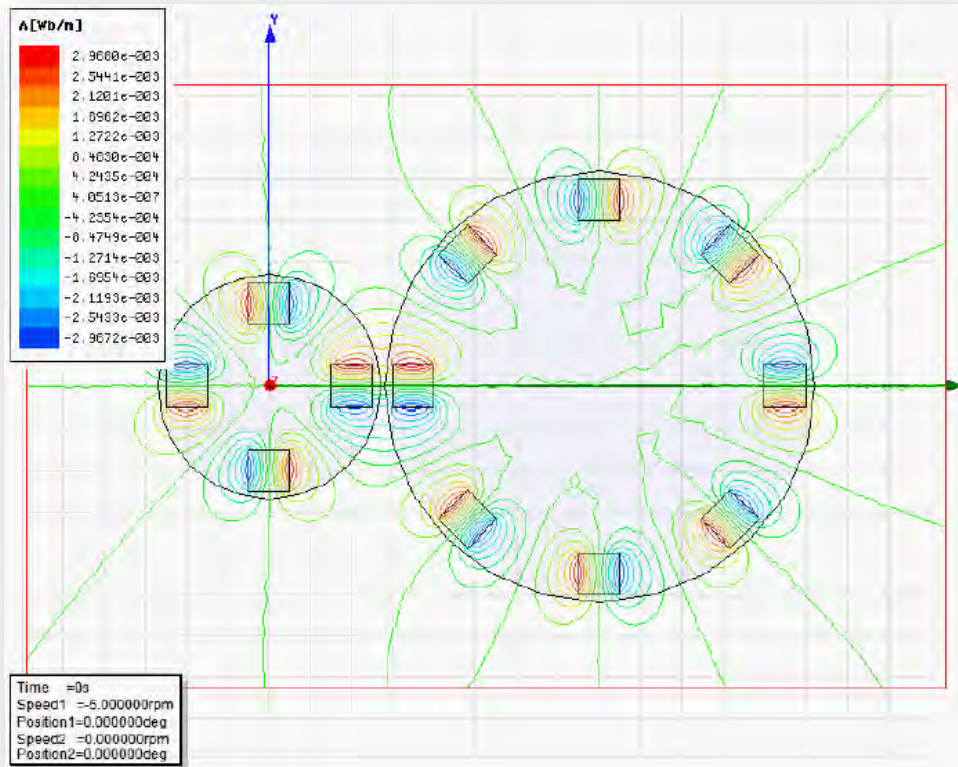 A[Wb/m]
2.9680e-003
2.5441e-003
2.1201e-003
1.6962e-003
1.2722e-003
8.4830e-004
4.2435e-004
4.0513e-007
-4.2354e-004
-8.4749e-004
-1.2714e-003
-1.6954e-003
-2.1193e-003
-2.5433e-003
-2.9672e-003
Y
Time =0s
Speed1 =-5.000000rpm
Position1=0.000000deg
Speed2 =0.000000rpm
Position2=0.000000deg